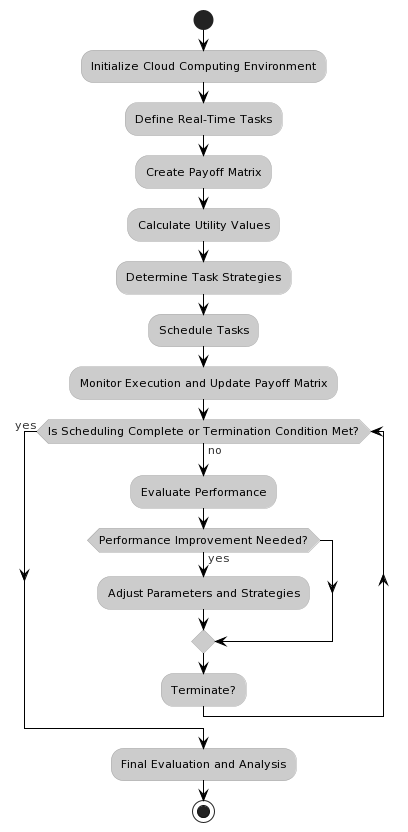 Initialize Cloud Computing Environment
Define Real-Time Tasks
Create Payoff Matrix
Calculate Utility Values
Determine Task Strategies
Schedule Tasks
Monitor Execution and Update Payoff Matrix
yes
Is Scheduling Complete or Termination Condition Met?
no
Evaluate Performance
Performance Improvement Needed?
yes
Adjust Parameters and Strategies
Terminate?
Final Evaluation and Analysis